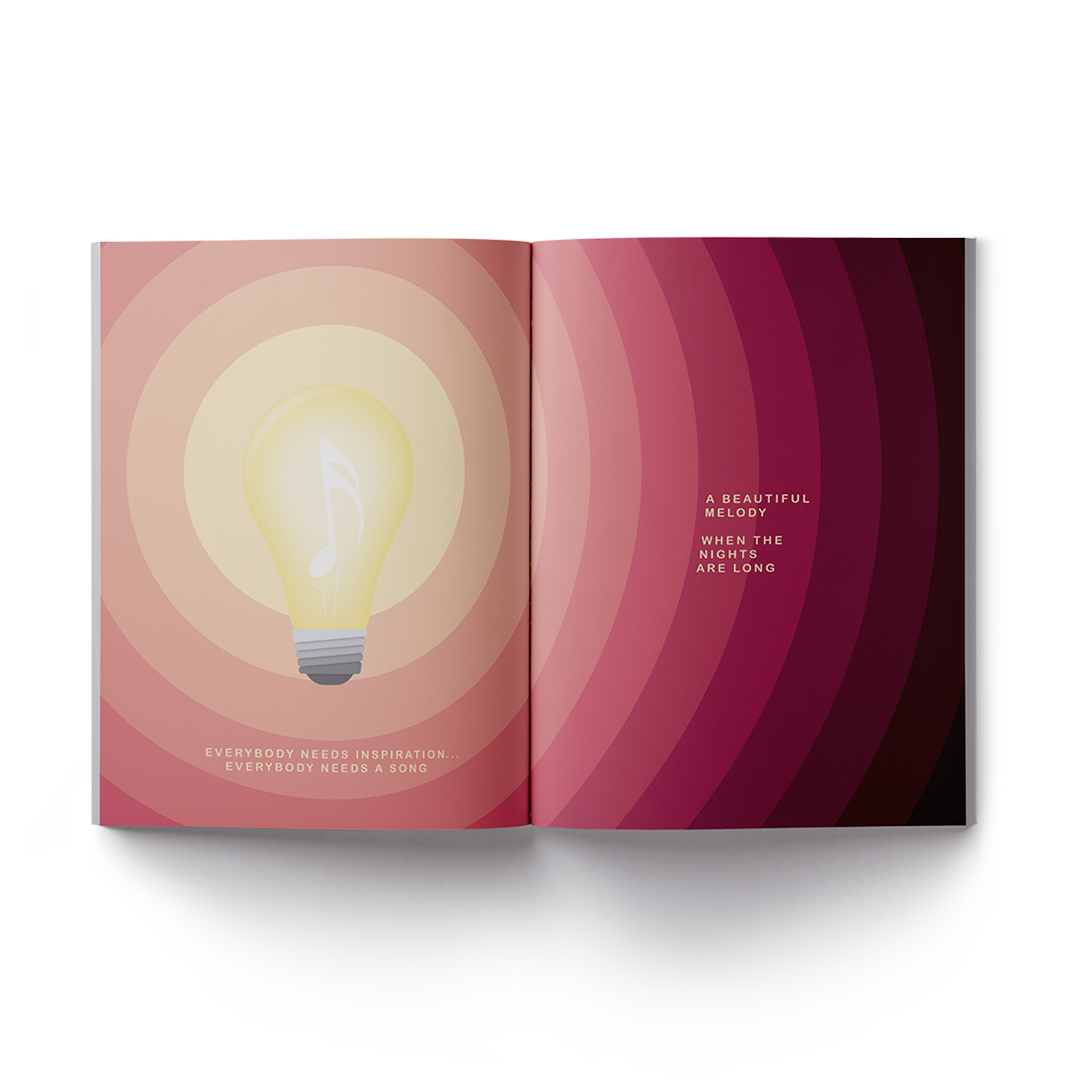 EVERYBODY NEEDS INSPIRATION...
EVERYBODY NEEDS A SONG
A BEAUTIFUL
MELODY
WHEN THE
NIGHTS
ARE LONG